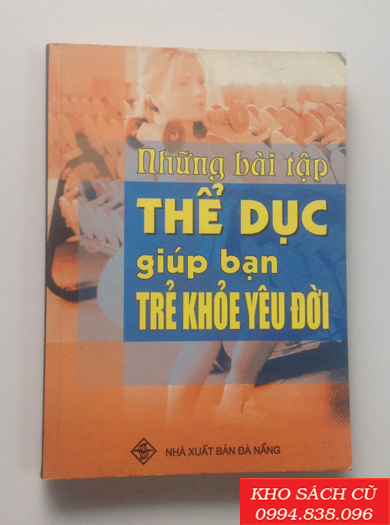 Những bài tập
THỂ DỤC
giúp bạn
TRẺ KHỎE YÊU ĐỜI
NHÀ XUẤT BẢN ĐÀ NẴNG
KHO SÁCH CŨ
0994.838.096